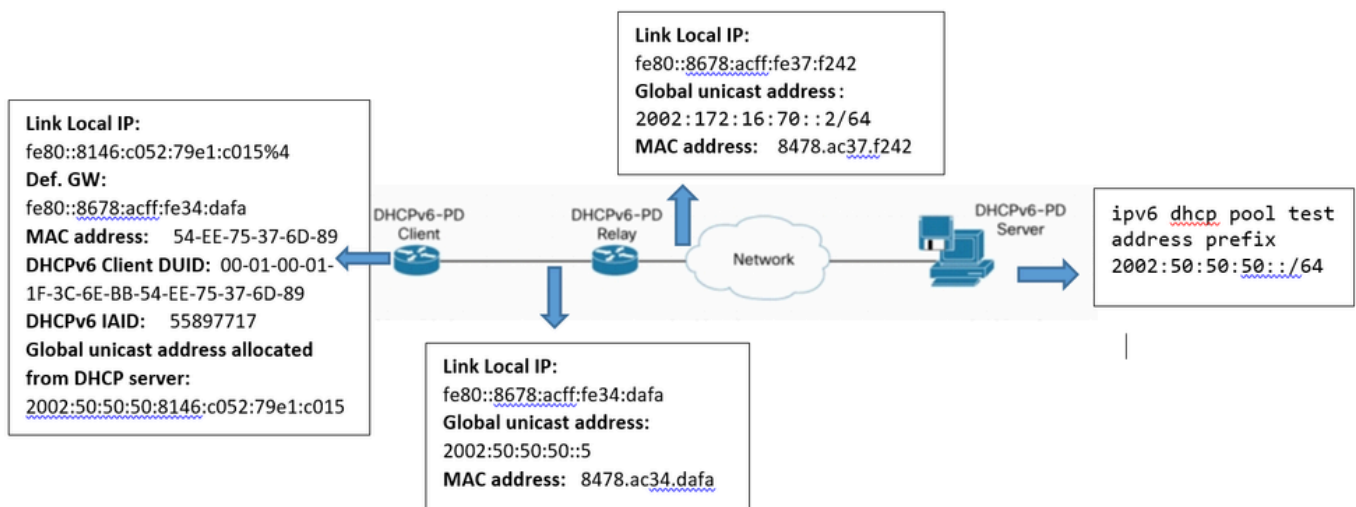 Link Local IP:
fe80::8678:acff:fe37:f242
Global unicast address:
2002:172:16:70::2/64
MAC address: 8478.ac37.f242
Link Local IP:
fe80::8146:c052:79e1:c015%4
Def. GW:
fe80::8678:acff:fe34:dafa
MAC address: 54-EE-75-37-6D-89
DHCPv6 Client DUID: 00-01-00-01-
1F-3C-6E-BB-54-EE-75-37-6D-89
DHCPv6 IAID: 55897717
Global unicast address allocated
from DHCP server:
2002:50:50:50:8146:c052:79e1:c015
DHCPv6-PD
Client
DHCPv6-PD
Relay
Network
DHCPv6-PD
Server
ipv6 dhcp pool test
address prefix
2002:50:50:50::/64
Link Local IP:
fe80::8678:acff:fe34:dafa
Global unicast address:
2002:50:50:50::5
MAC address: 8478.ac34.dafa